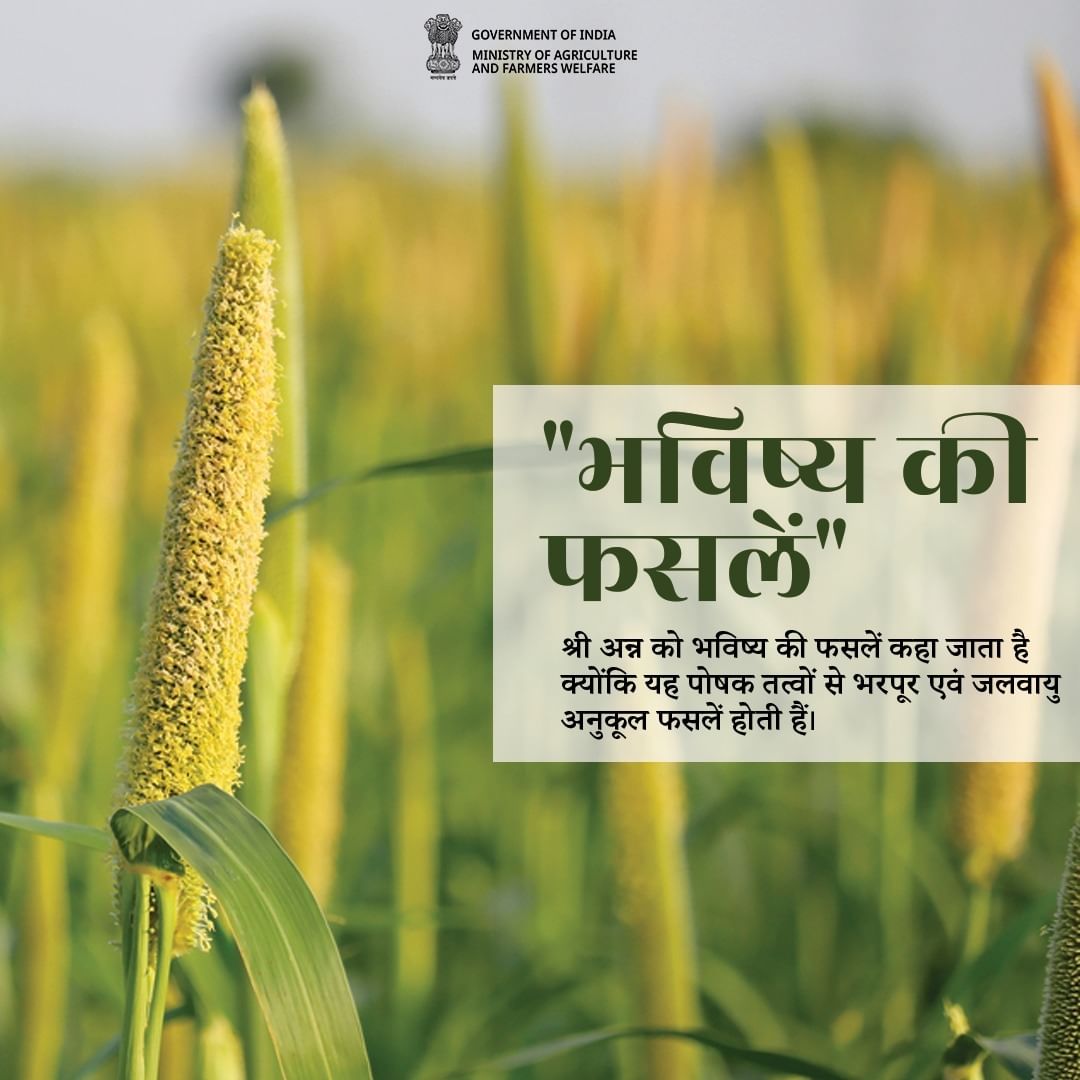 GOVERNMENT OF INDIA
MINISTRY OF AGRICULTURE
AND FARMERS WELFARE
"भविष्य की
फसलें"
श्री अन्न को भविष्य की फसलें कहा जाता है
क्योंकि यह पोषक तत्वों से भरपूर एवं जलवायु
अनुकूल फसलें होती हैं।